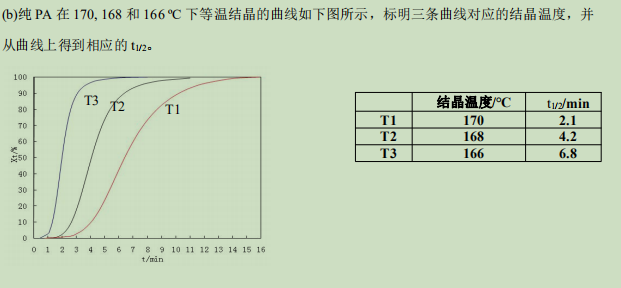 (b)纯 PA 在 170, 168 和 166 ℃ 下等温结晶的曲线如下图所示，标明三条曲线对应的结晶温度，并
从曲线上得到相应的 t1/2。
100
90
80
70
60
50
40
30
20
10
0
Xt/%
T3
T2
T1
0 1 2 3 4 5 6 7 8 9 10 11 12 13 14 15 16
t/min
结晶温度/℃ t1/2/min
T1 170 2.1
T2 168 4.2
T3 166 6.8